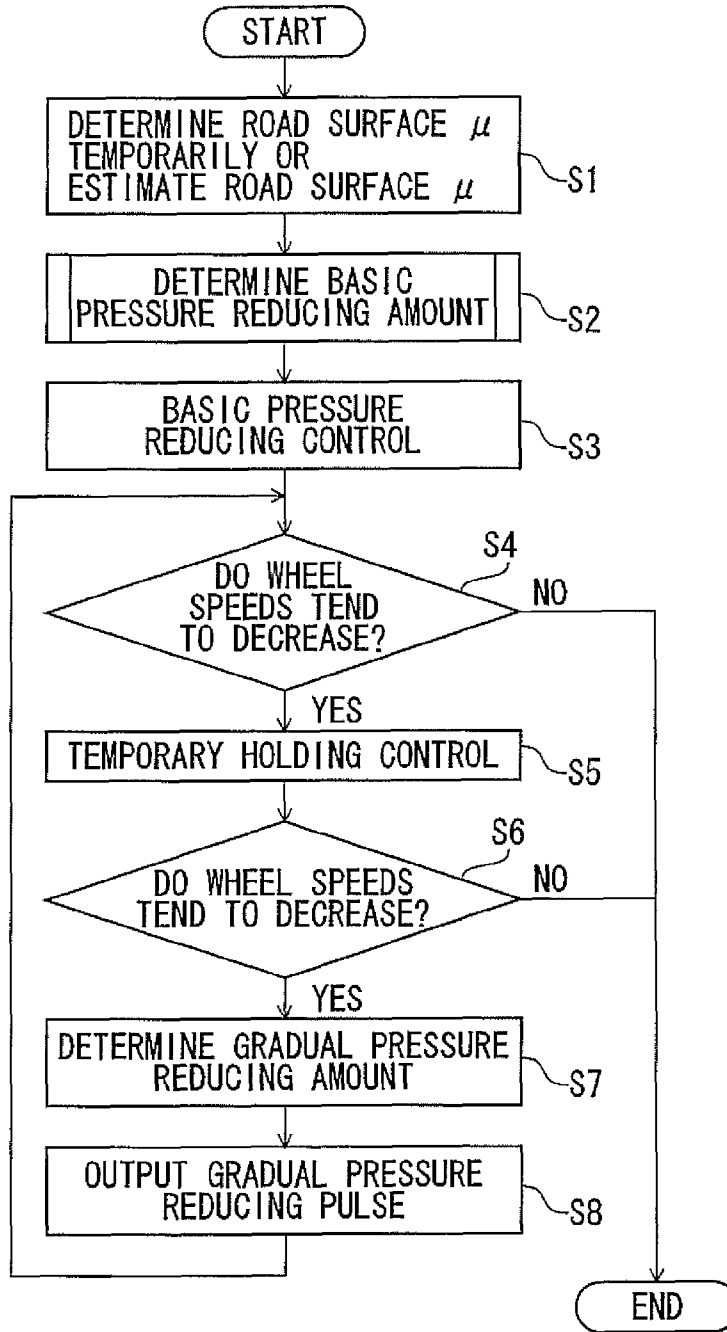 START
DETERMINE ROAD SURFACE μ
TEMPORARILY OR
ESTIMATE ROAD SURFACE μ
S1
DETERMINE BASIC
PRESSURE REDUCING AMOUNT
S2
BASIC PRESSURE
REDUCING CONTROL
S3
S4
DO WHEEL
SPEEDS TEND
TO DECREASE?
NO
YES
TEMPORARY HOLDING CONTROL
S5
S6
DO WHEEL SPEEDS
TEND TO DECREASE?
NO
YES
DETERMINE GRADUAL PRESSURE
REDUCING AMOUNT
S7
OUTPUT GRADUAL PRESSURE
REDUCING PULSE
S8
END